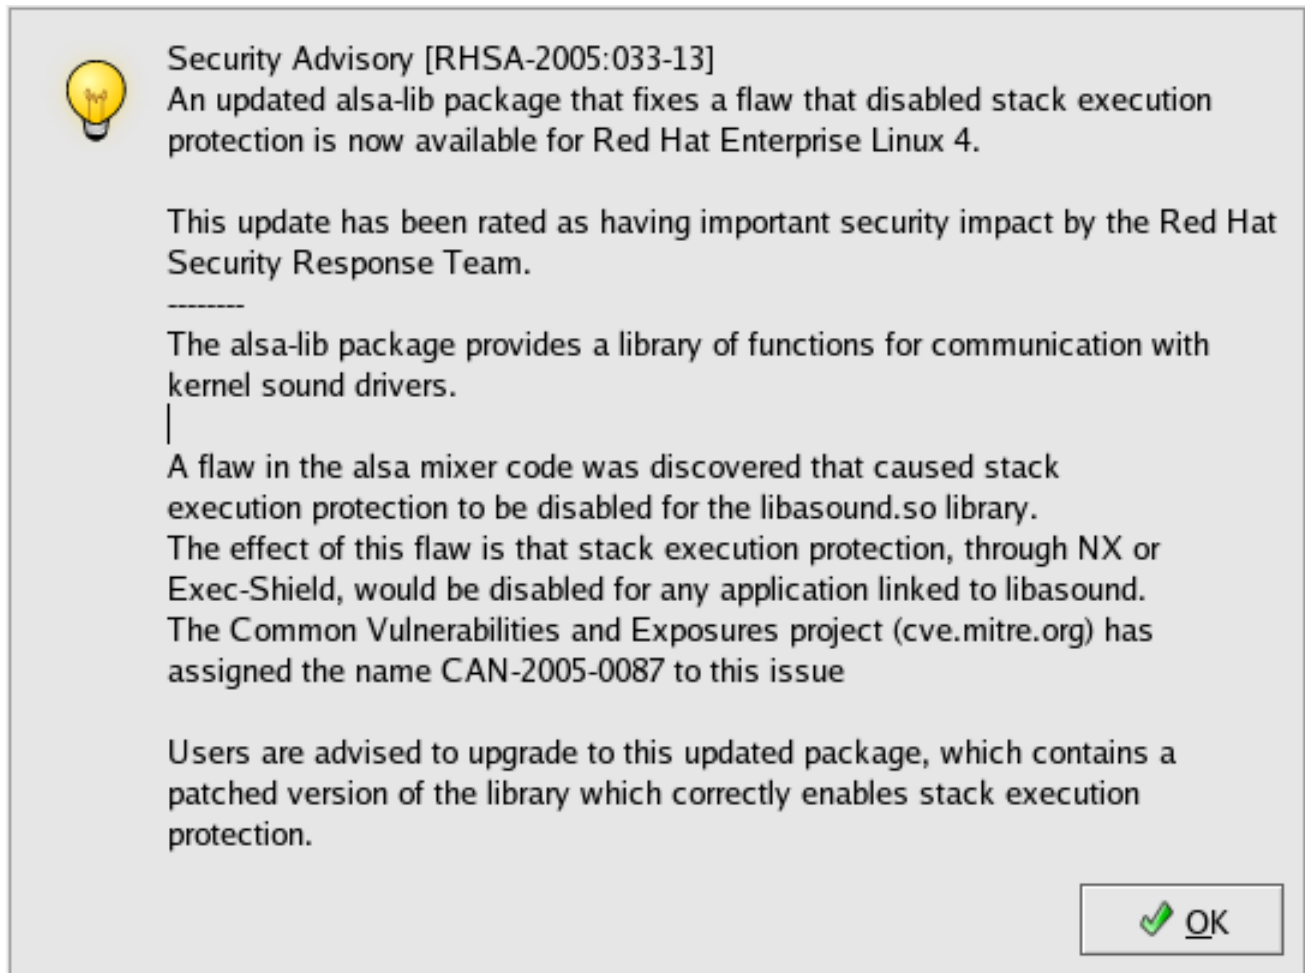 Security Advisory [RHSA-2005:033-13]
An updated alsa-lib package that fixes a flaw that disabled stack execution
protection is now available for Red Hat Enterprise Linux 4.
This update has been rated as having important security impact by the Red Hat
Security Response Team.
--------
The alsa-lib package provides a library of functions for communication with
kernel sound drivers.
A flaw in the alsa mixer code was discovered that caused stack
execution protection to be disabled for the libasound.so library.
The effect of this flaw is that stack execution protection, through NX or
Exec-Shield, would be disabled for any application linked to libasound.
The Common Vulnerabilities and Exposures project (cve.mitre.org) has
assigned the name CAN-2005-0087 to this issue
Users are advised to upgrade to this updated package, which contains a
patched version of the library which correctly enables stack execution
protection.
OK